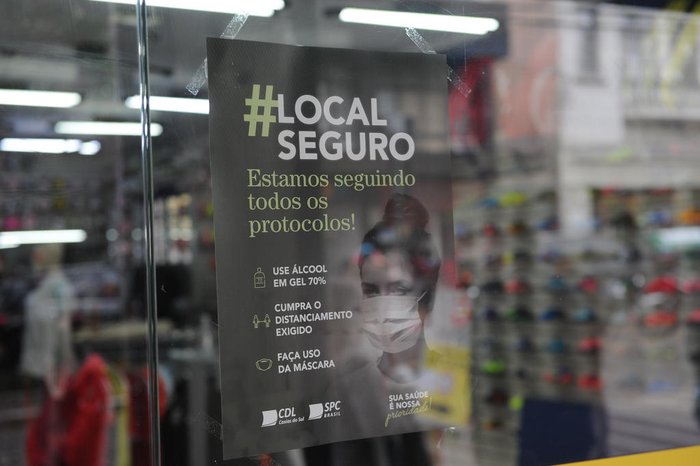 #LOCAL
SEGURO
Estamos seguindo
todos os
protocolos!
USE ÁLCOOL
EM GEL 70%
CUMPRA O
DISTANCIAMENTO
EXIGIDO
FAÇA USO
DA MÁSCARA
CDL
Caxias do Sul
SPC
BRASIL
SUA SAÚDE
É NOSSA
prioridade!